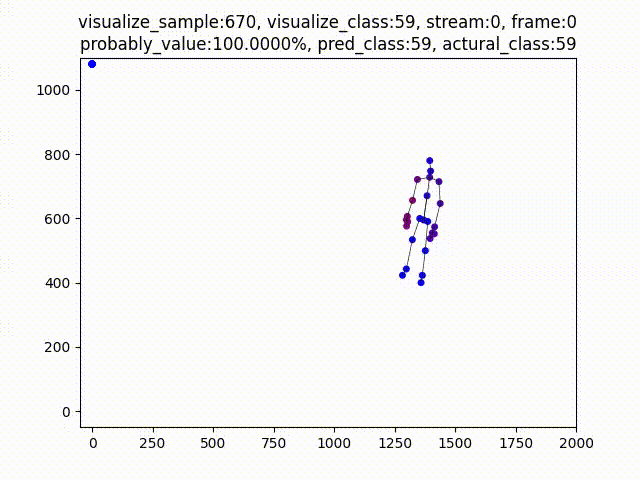 visualize_sample:670, visualize_class:59, stream:0, frame:0
probably_value:100.0000%, pred_class:59, actural_class:59
1000
800
600
400
200
0
0 250 500 750 1000 1250 1500 1750 2000